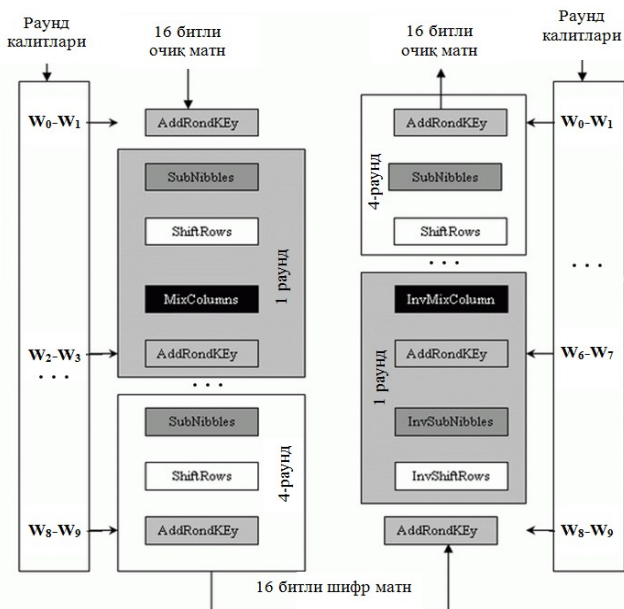 Раунд
калитлари
16 битли
очиқ матн
16 битли
очиқ матн
Раунд
калитлари
W₀-W₁
AddRondKEy
AddRondKEy
W₀-W₁
SubNibbles
SubNibbles
4-раунд
ShiftRows
ShiftRows
1 раунд
. . .
. . .
MixColumns
InvMixColumn
W₂-W₃
AddRondKEy
AddRondKEy
W₆-W₇
. . .
. . .
1 раунд
SubNibbles
InvSubNibbles
4-раунд
ShiftRows
InvShiftRows
W₈-W₉
AddRondKEy
AddRondKEy
W₈-W₉
16 битли шифр матн